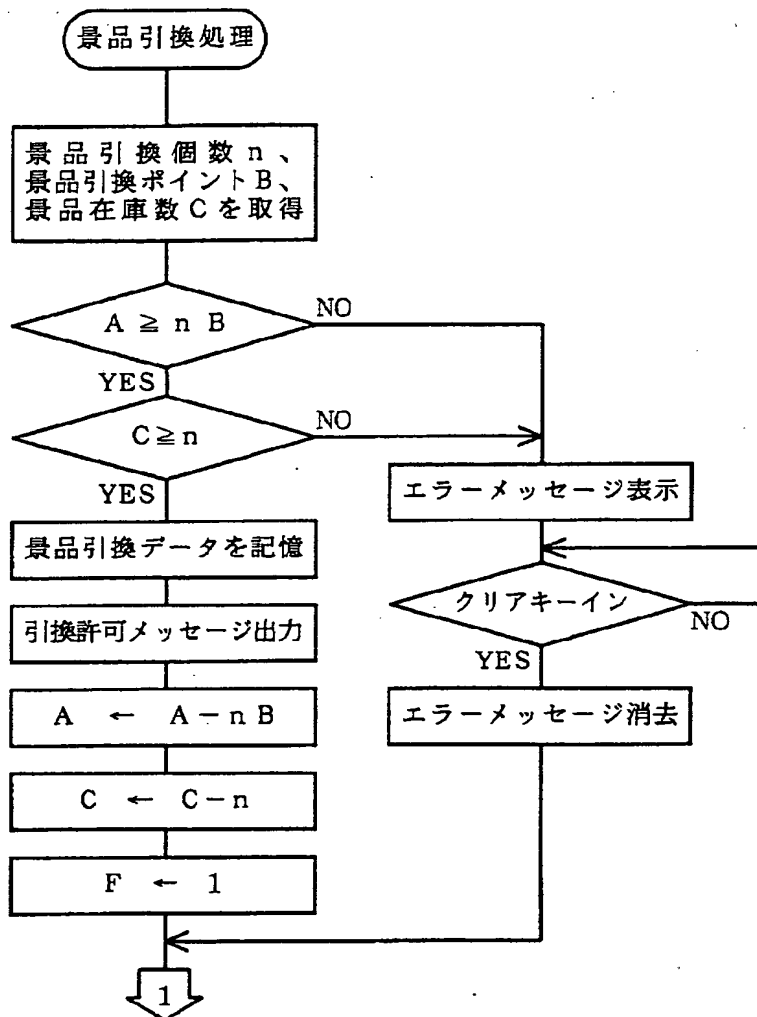 景品引換処理
景品引換個数n、
景品引換ポイントB、
景品在庫数Cを取得
A ≧ n B
NO
YES
C≧n
NO
YES
エラーメッセージ表示
景品引換データを記憶
クリアキーイン
NO
YES
引換許可メッセージ出力
A ← A－n B
エラーメッセージ消去
C ← C－n
F ← 1
1